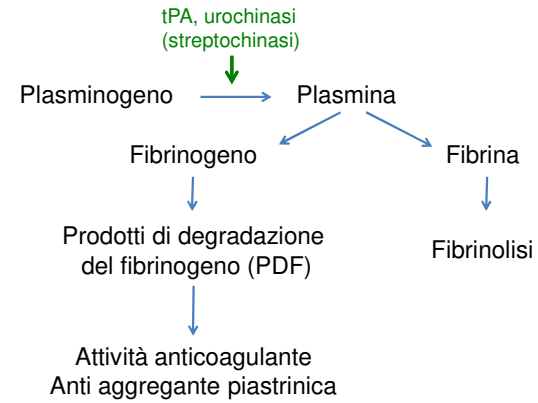 tPA, urochinasi
(streptochinasi)
Plasminogeno
Plasmina
Fibrinogeno
Fibrina
Prodotti di degradazione
del fibrinogeno (PDF)
Fibrinolisi
Attività anticoagulante
Anti aggregante piastrinica